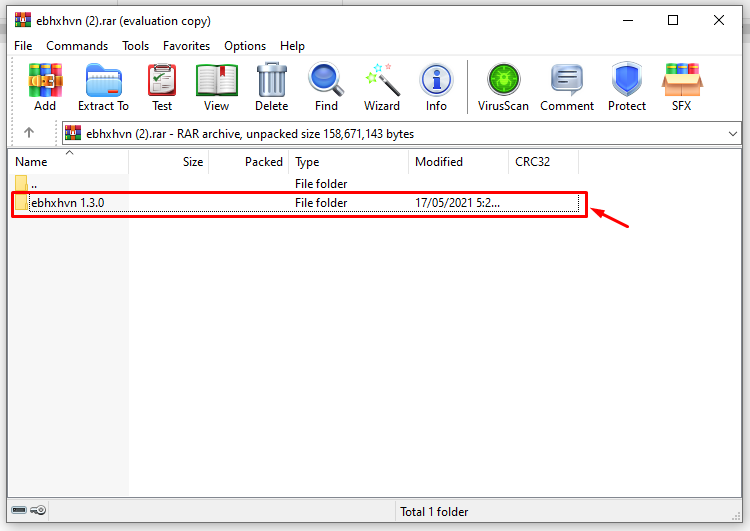 ebhxhvn (2).rar (evaluation copy)
File Commands Tools Favorites Options Help
Add Extract To Test View Delete Find Wizard Info VirusScan Comment Protect SFX
ebhxhvn (2).rar - RAR archive, unpacked size 158,671,143 bytes
Name Size Packed Type Modified CRC32
.. File folder
ebhxhvn 1.3.0 File folder 17/05/2021 5:2...
Total 1 folder